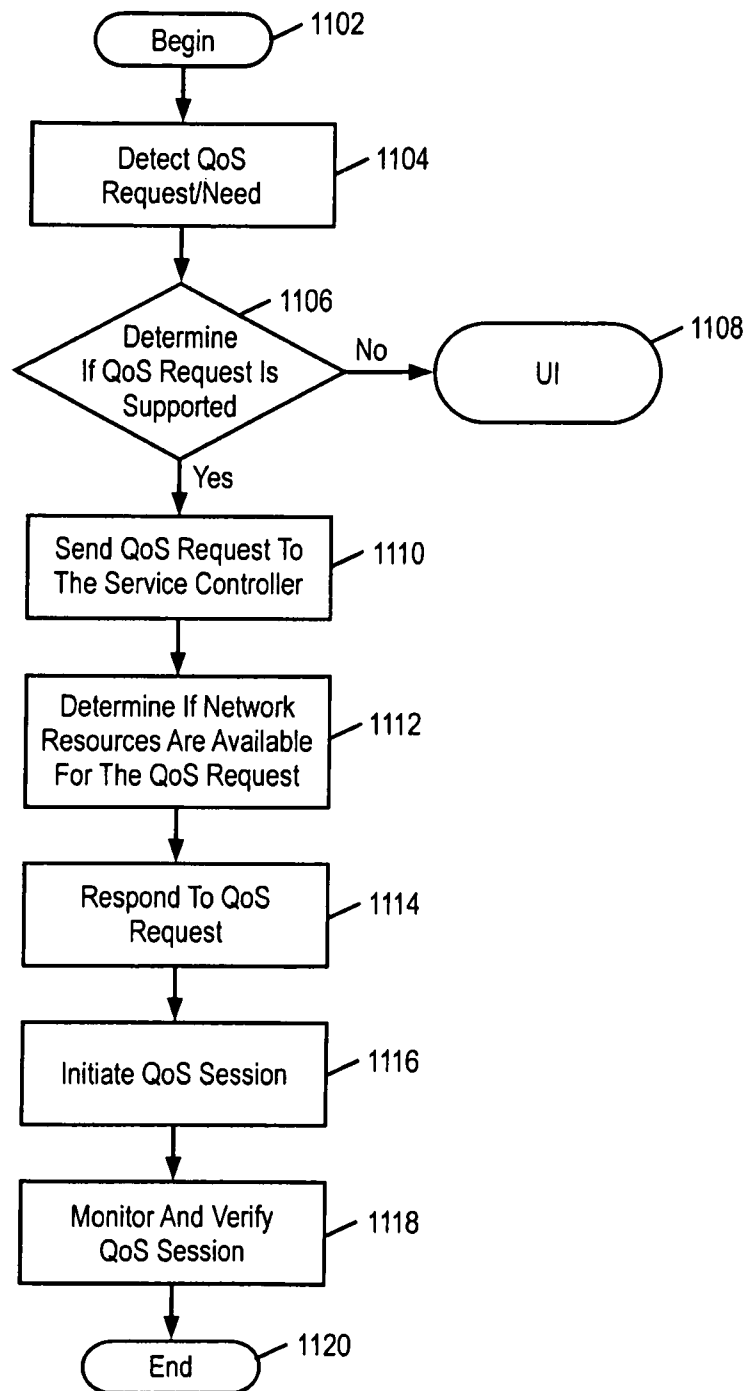 Begin
1102
Detect QoS
Request/Need
1104
1106
Determine
If QoS Request Is
Supported
No
UI
1108
Yes
Send QoS Request To
The Service Controller
1110
Determine If Network
Resources Are Available
For The QoS Request
1112
Respond To QoS
Request
1114
Initiate QoS Session
1116
Monitor And Verify
QoS Session
1118
End
1120